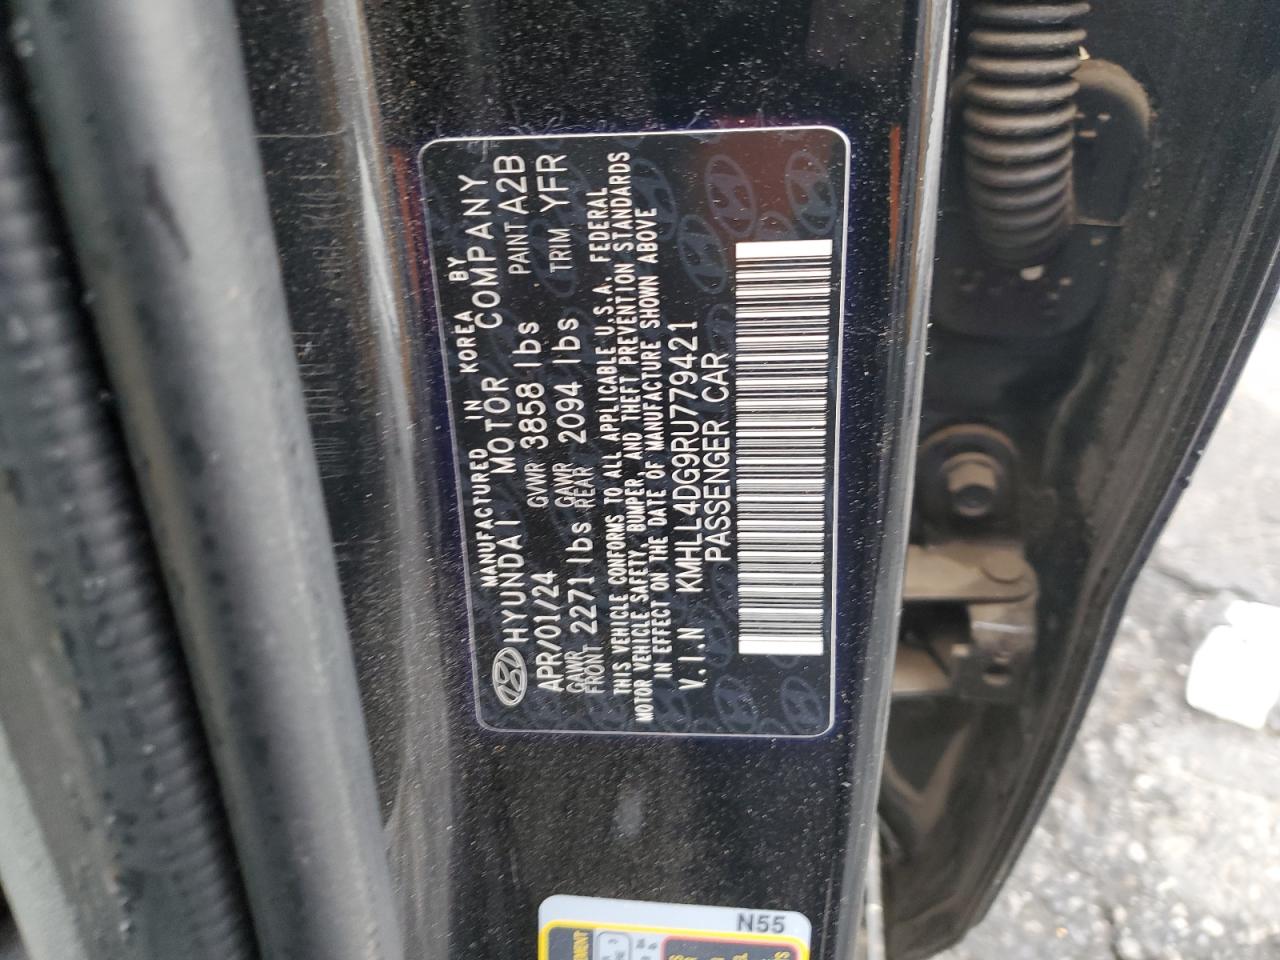 MANUFACTURED IN KOREA BY
HYUNDAI MOTOR COMPANY
APR/01/24 GVWR 3858 lbs PAINT A2B
GAWR FRONT 2271 lbs GAWR REAR 2094 lbs TRIM YFR
THIS VEHICLE CONFORMS TO ALL APPLICABLE U.S.A. FEDERAL
MOTOR VEHICLE SAFETY, BUMPER, AND THEFT PREVENTION STANDARDS
IN EFFECT ON THE DATE OF MANUFACTURE SHOWN ABOVE
V.I.N KMHLL4DG9RU779421
PASSENGER CAR
N55